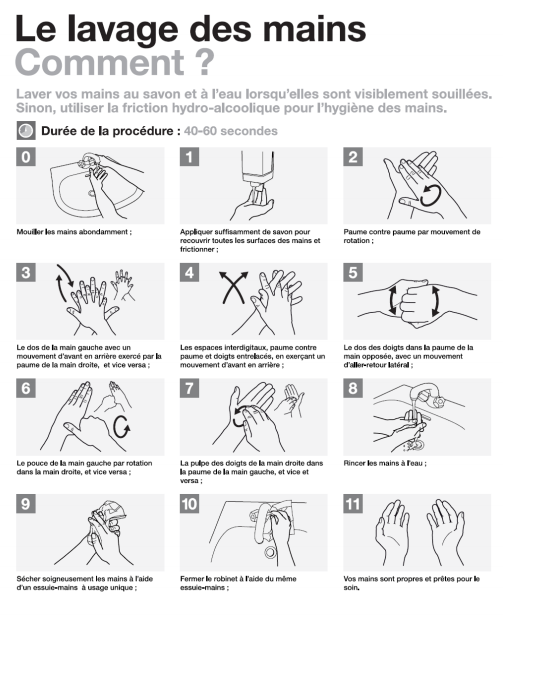 Le lavage des mains
Comment ?
Laver vos mains au savon et à l'eau lorsqu'elles sont visiblement souillées.
Sinon, utiliser la friction hydro-alcoolique pour l'hygiène des mains.
Durée de la procédure : 40-60 secondes
0
Mouiller les mains abondamment ;
1
Appliquer suffisamment de savon pour
recouvrir toutes les surfaces des mains et
frictionner ;
2
Paume contre paume par mouvement de
rotation ;
3
Le dos de la main gauche avec un
mouvement d'avant en arrière exercé par la
paume de la main droite, et vice versa ;
4
Les espaces interdigitaux, paume contre
paume et doigts entrelacés, en exerçant un
mouvement d'avant en arrière ;
5
Le dos des doigts dans la paume de la
main opposée, avec un mouvement
d'aller-retour latéral ;
6
Le pouce de la main gauche par rotation
dans la main droite, et vice versa ;
7
La pulpe des doigts de la main droite dans
la paume de la main gauche, et vice et
versa ;
8
Rincer les mains à l'eau ;
9
Sécher soigneusement les mains à l'aide
d'un essuie-mains à usage unique ;
10
Fermer le robinet à l'aide du même
essuie-mains ;
11
Vos mains sont propres et prêtes pour le
soin.